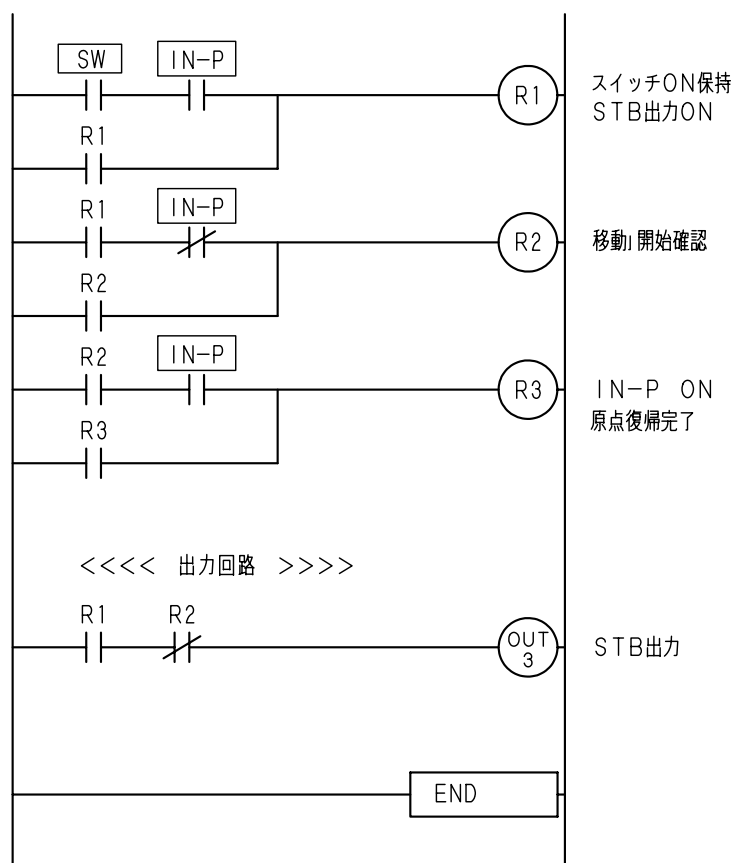 SW IN-P
R1 スイッチON保持
STB出力ON
R1
R1 IN-P
R2 移動」開始確認
R2
R2 IN-P
R3 IN-P ON
原点復帰完了
R3
<<<< 出力回路 >>>>
R1 R2
OUT
3
STB出力
END